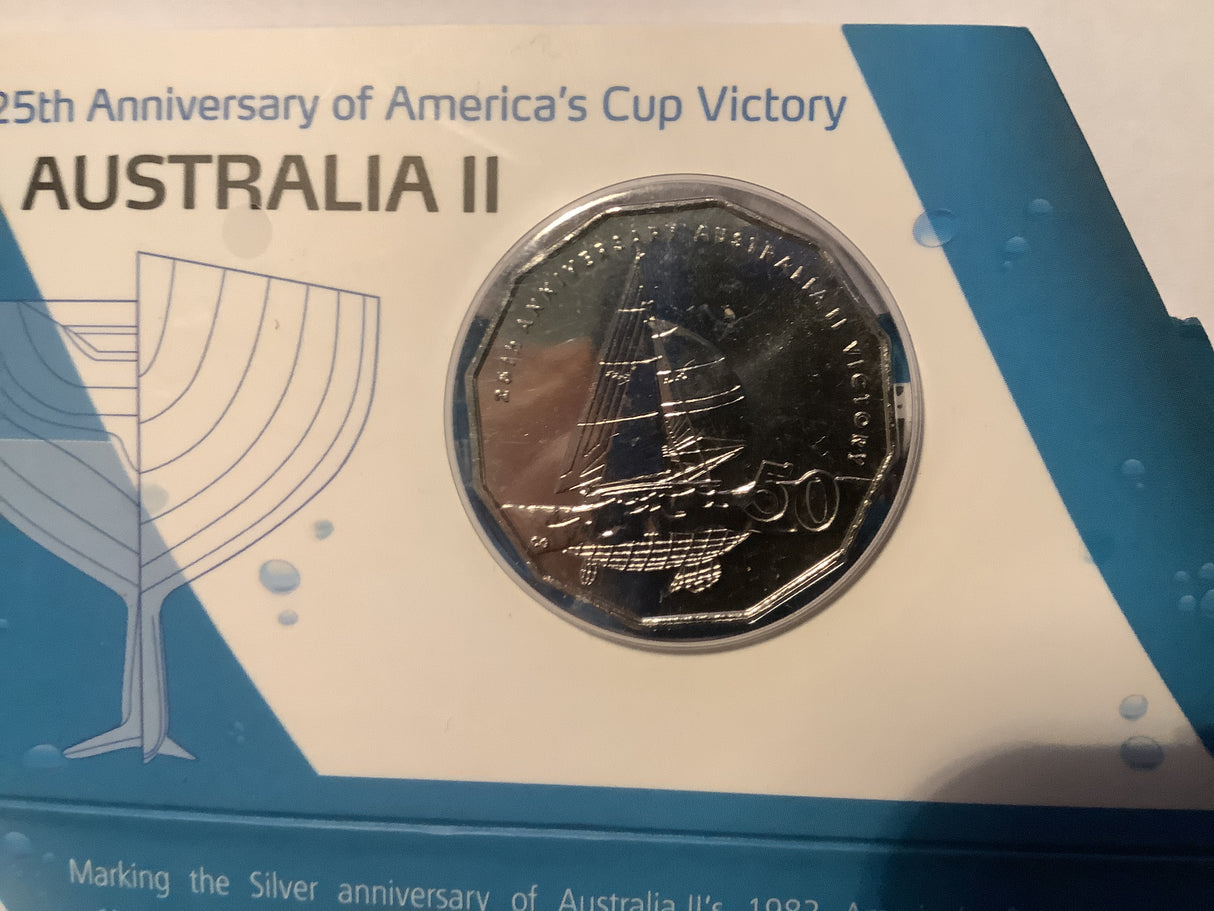 25th Anniversary of America's Cup Victory
AUSTRALIA II
25TH ANNIVERSARY AUSTRALIA II VICTORY
50
S
Marking the Silver anniversary of Australia II's 1983